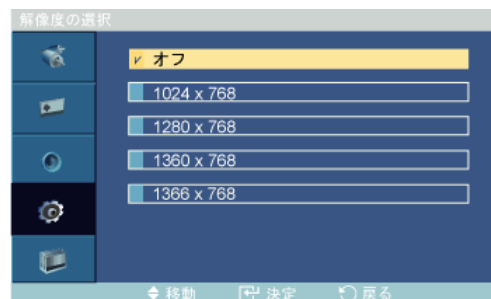 解像度の選択
オフ
1024 x 768
1280 x 768
1360 x 768
1366 x 768
移動 決定 戻る